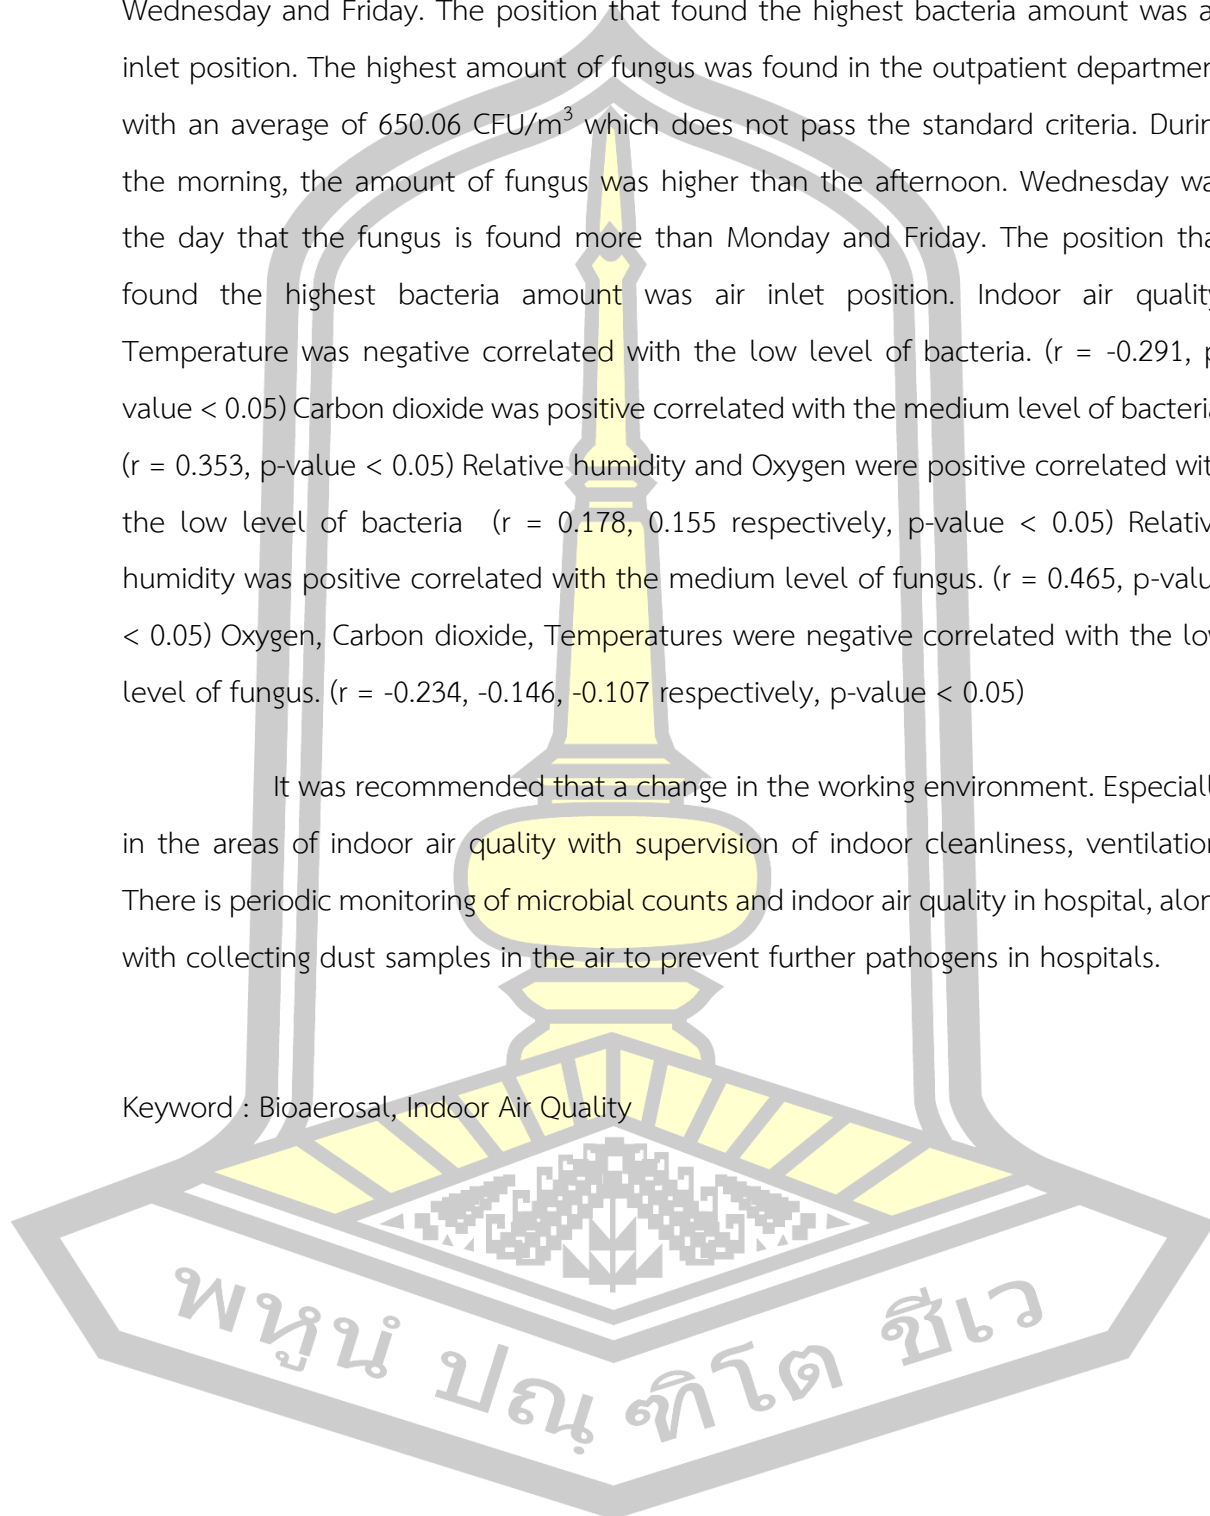 Wednesday and Friday. The position that found the highest bacteria amount was a
inlet position. The highest amount of fungus was found in the outpatient departmen
with an average of 650.06 CFU/m³ which does not pass the standard criteria. Durin
the morning, the amount of fungus was higher than the afternoon. Wednesday wa
the day that the fungus is found more than Monday and Friday. The position tha
found the highest bacteria amount was air inlet position. Indoor air quality
Temperature was negative correlated with the low level of bacteria. (r = -0.291, p
value < 0.05) Carbon dioxide was positive correlated with the medium level of bacteria
(r = 0.353, p-value < 0.05) Relative humidity and Oxygen were positive correlated wit
the low level of bacteria (r = 0.178, 0.155 respectively, p-value < 0.05) Relativ
humidity was positive correlated with the medium level of fungus. (r = 0.465, p-valu
< 0.05) Oxygen, Carbon dioxide, Temperatures were negative correlated with the lo
level of fungus. (r = -0.234, -0.146, -0.107 respectively, p-value < 0.05)
It was recommended that a change in the working environment. Especiall
in the areas of indoor air quality with supervision of indoor cleanliness, ventilation
There is periodic monitoring of microbial counts and indoor air quality in hospital, alon
with collecting dust samples in the air to prevent further pathogens in hospitals.
Keyword : Bioaerosal, Indoor Air Quality
พหูนํ ปณฺฑิโต ชีเว